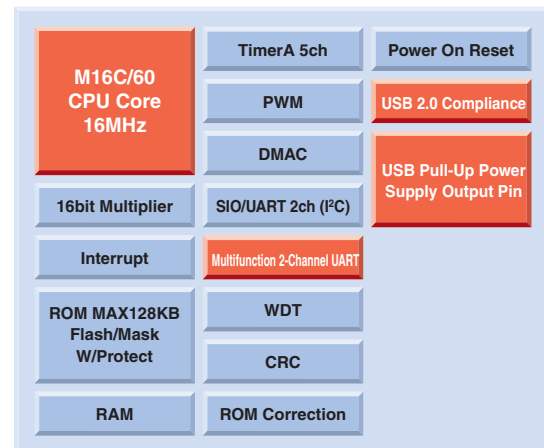 M16C/60
CPU Core
16MHz
16bit Multiplier
Interrupt
ROM MAX128KB
Flash/Mask
W/Protect
RAM
TimerA 5ch
PWM
DMAC
SIO/UART 2ch (I²C)
Multifunction 2-Channel UART
WDT
CRC
ROM Correction
Power On Reset
USB 2.0 Compliance
USB Pull-Up Power
Supply Output Pin